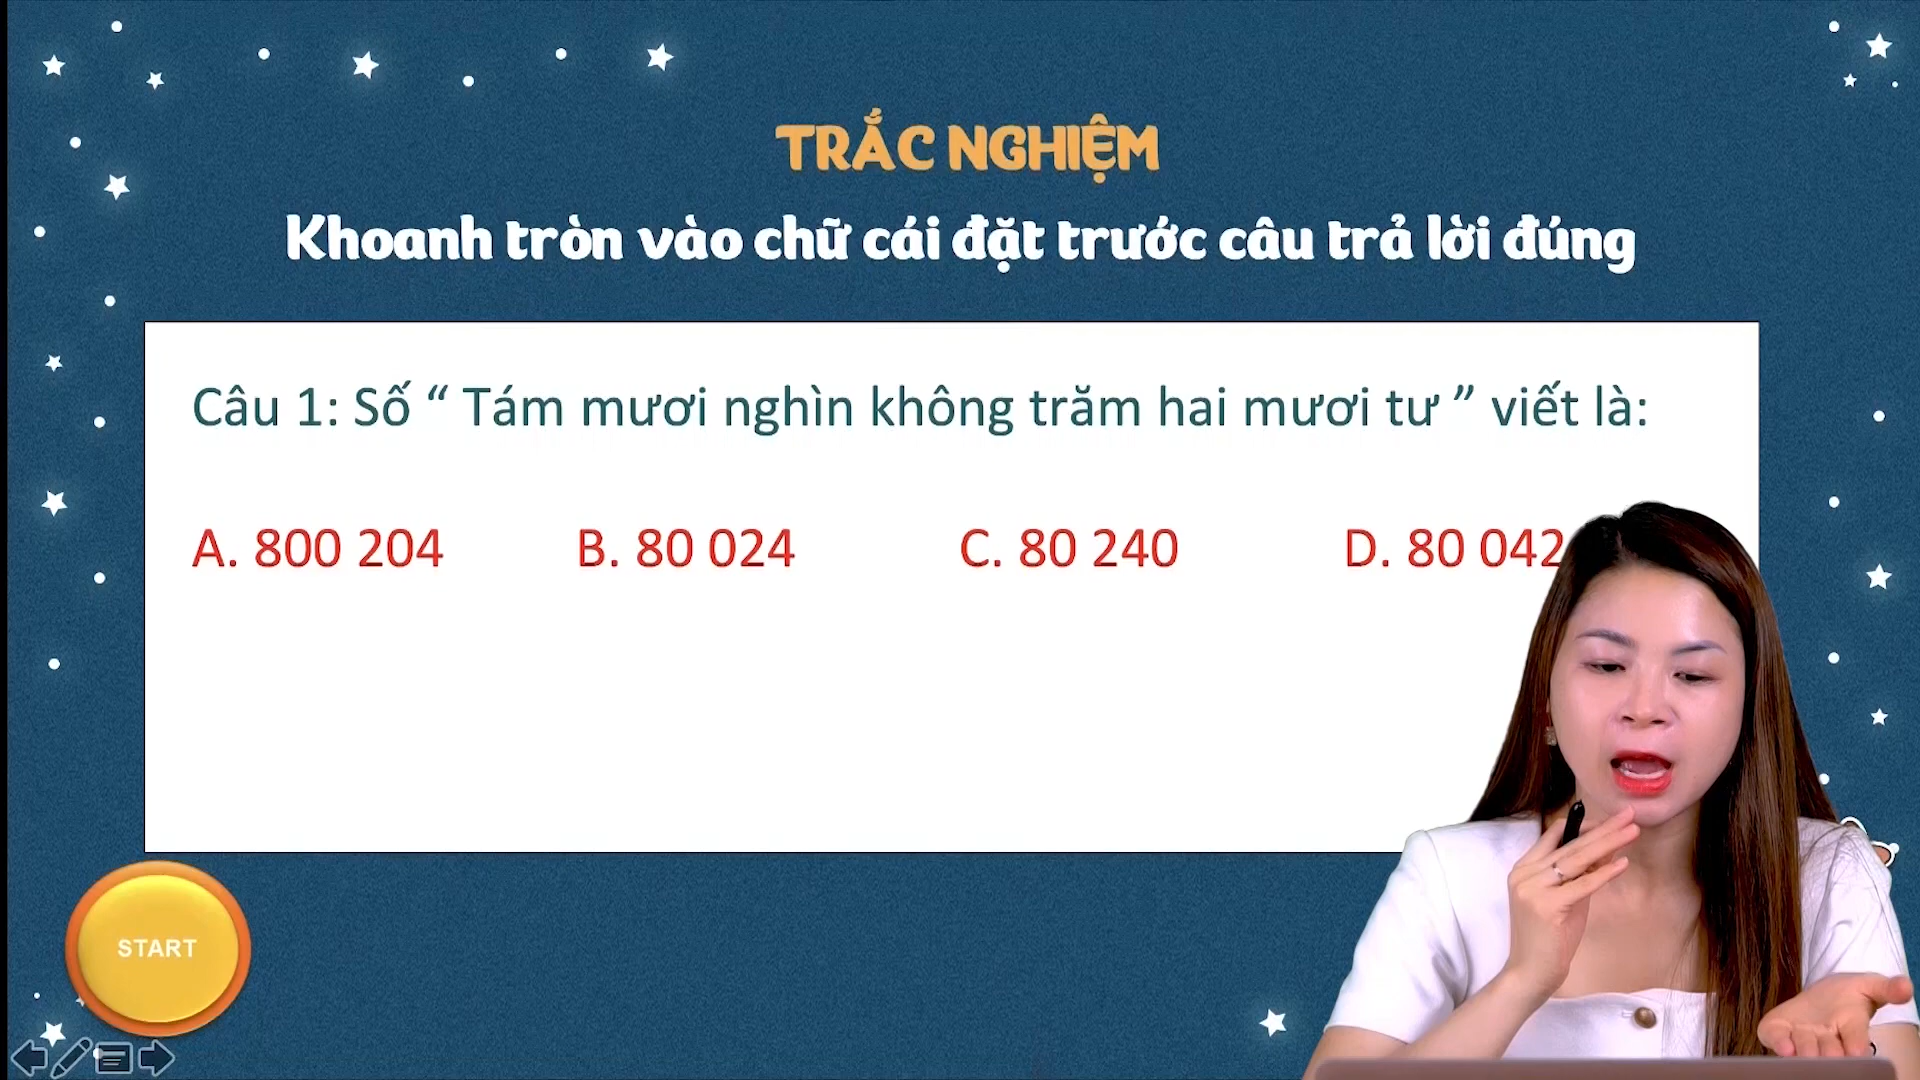 TRẮC NGHIỆM
Khoanh tròn vào chữ cái đặt trước câu trả lời đúng
Câu 1: Số “ Tám mươi nghìn không trăm hai mươi tư ” viết là:
A. 800 204 B. 80 024 C. 80 240 D. 80 042
START